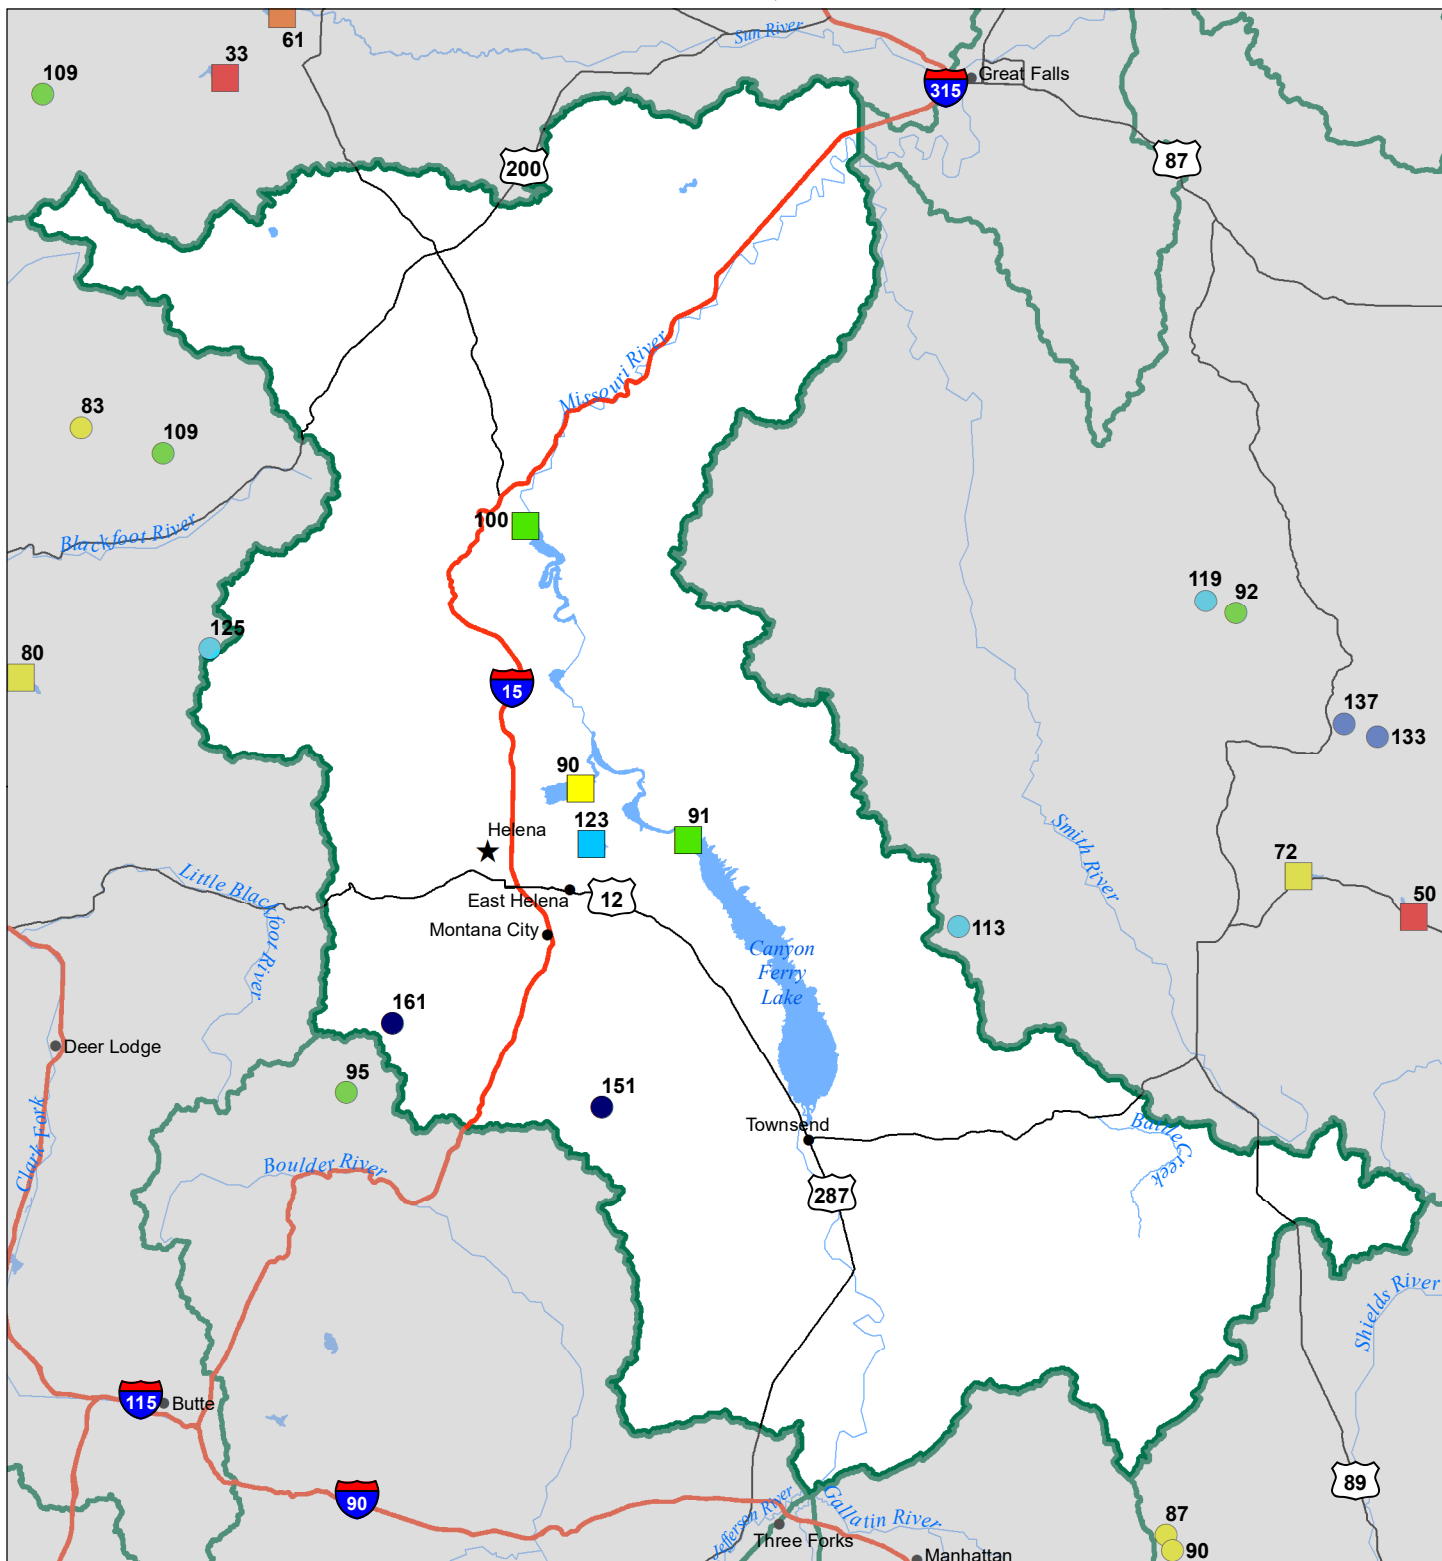 61
33
109
Sun River
Great Falls
315
200
87
Missouri River
83
109
100
Blackfoot River
119
92
125
80
15
137
133
90
123
91
Helena
Smith River
72
Little Blackfoot River
East Helena
12
50
Montana City
113
Canyon
Ferry
Lake
161
Deer Lodge
95
151
Clark Fork
Townsend
Battle Creek
Boulder River
287
Shields River
115
Butte
90
89
Jefferson River
Gallatin River
87
Three Forks
90
Manhattan